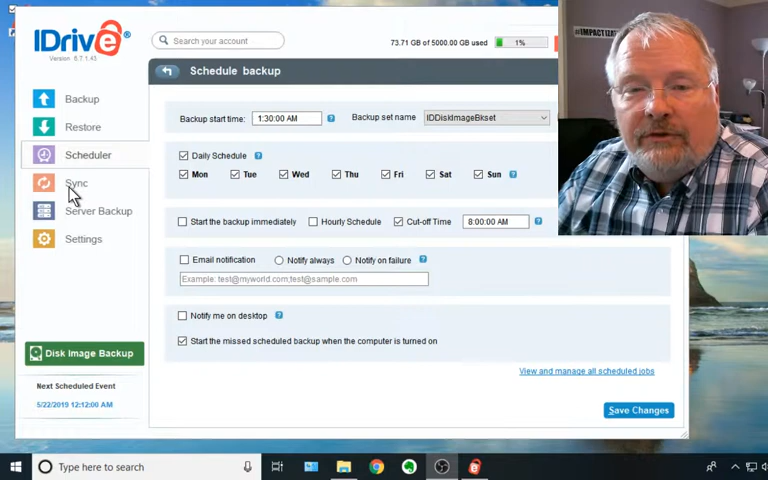 IDrive®
Version 6.7.1.43
Search your account
73.71 GB of 5000.00 GB used
1%
Schedule backup
Backup
Restore
Scheduler
Sync
Server Backup
Settings
Backup start time:
1:30:00 AM
Backup set name
IDDiskImageBkset
Daily Schedule
Mon
Tue
Wed
Thu
Fri
Sat
Sun
Start the backup immediately
Hourly Schedule
Cut-off Time
8:00:00 AM
Email notification
Notify always
Notify on failure
Example: test@myworld.com,test@sample.com
Notify me on desktop
Start the missed scheduled backup when the computer is turned on
View and manage all scheduled jobs
Save Changes
Disk Image Backup
Next Scheduled Event
5/22/2019 12:12:00 AM
Type here to search